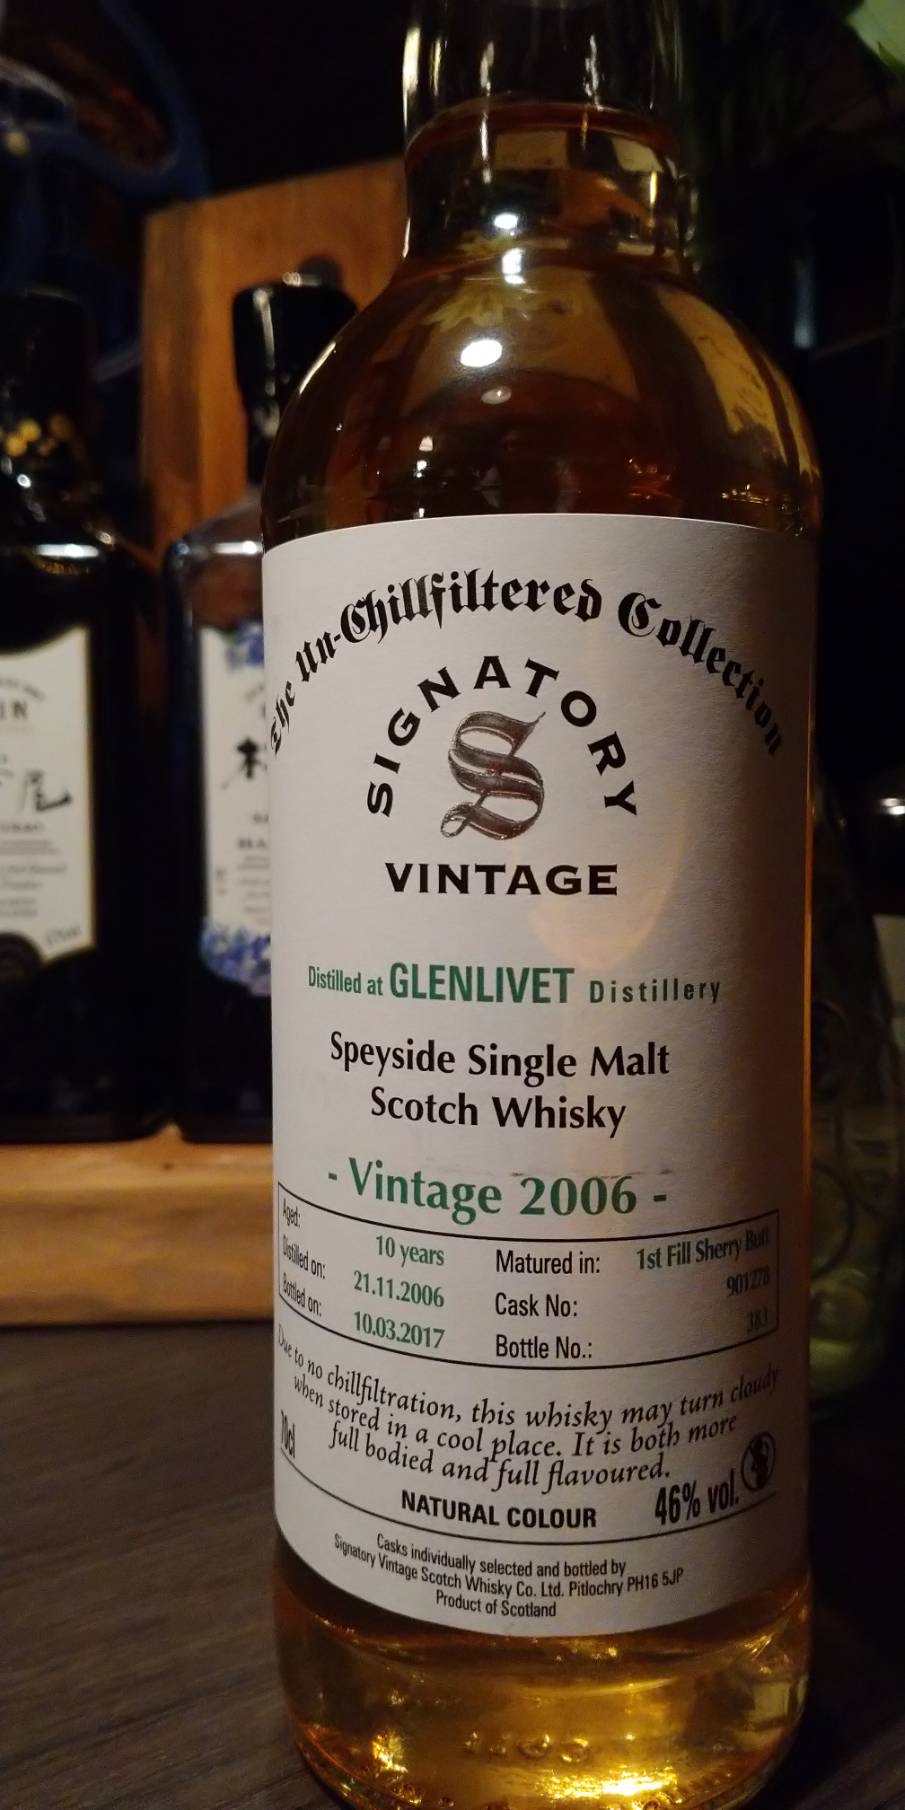 The Un-Chillfiltered Collection
SIGNATORY
S
VINTAGE
Distilled at GLENLIVET Distillery
Speyside Single Malt
Scotch Whisky
- Vintage 2006 -
Aged: 10 years
Distilled on: 21.11.2006
Bottled on: 10.03.2017
Matured in: 1st Fill Sherry Butt
Cask No: 901278
Bottle No.: 383
Due to no chillfiltration, this whisky may turn cloudy
when stored in a cool place. It is both more
full bodied and full flavoured.
70cl
NATURAL COLOUR
46% vol.
Casks individually selected and bottled by
Signatory Vintage Scotch Whisky Co. Ltd. Pitlochry PH16 5JP
Product of Scotland